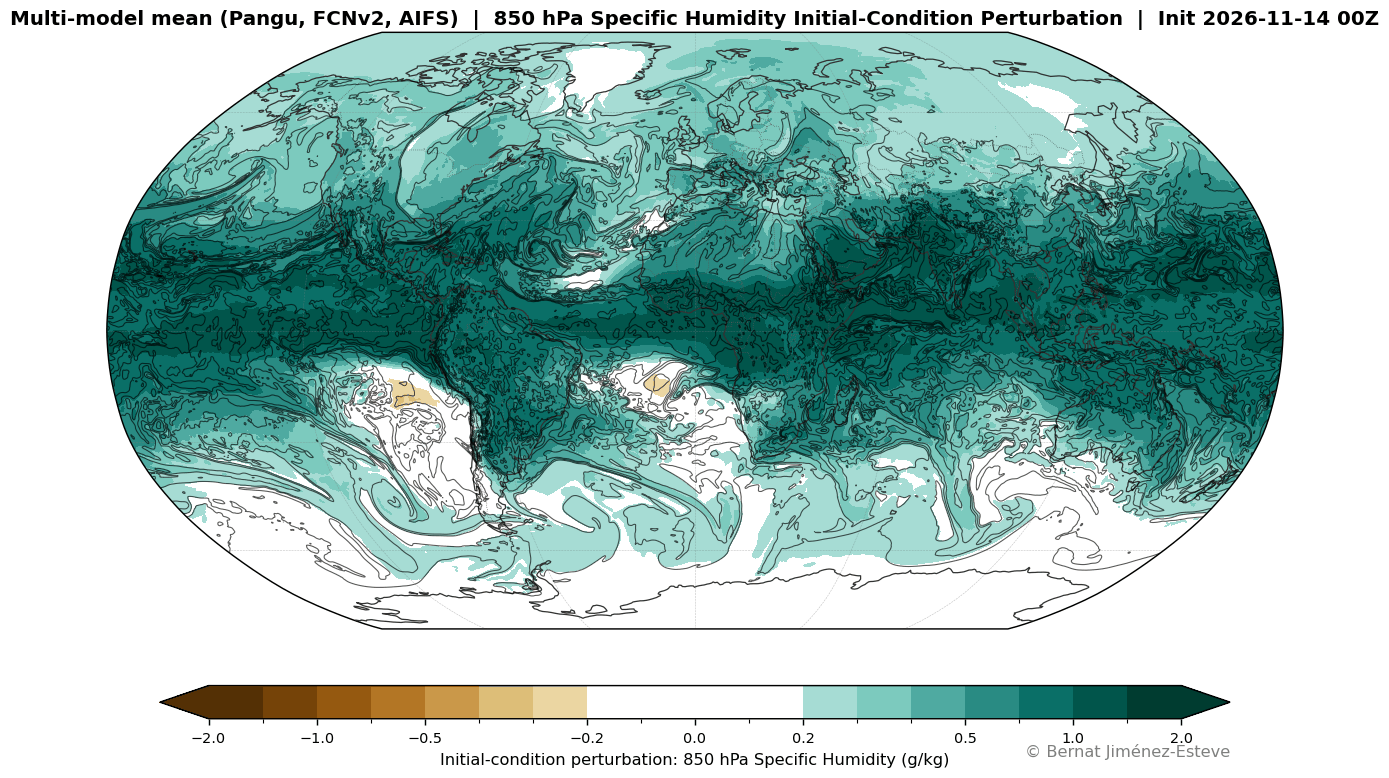 Multi-model mean (Pangu, FCNv2, AIFS)  |  850 hPa Specific Humidity Initial-Condition Perturbation  |  Init 2026-11-14 00Z
−2.0 −1.0 −0.5 −0.2 0.0 0.2 0.5 1.0 2.0
Initial-condition perturbation: 850 hPa Specific Humidity (g/kg)
© Bernat Jiménez-Esteve